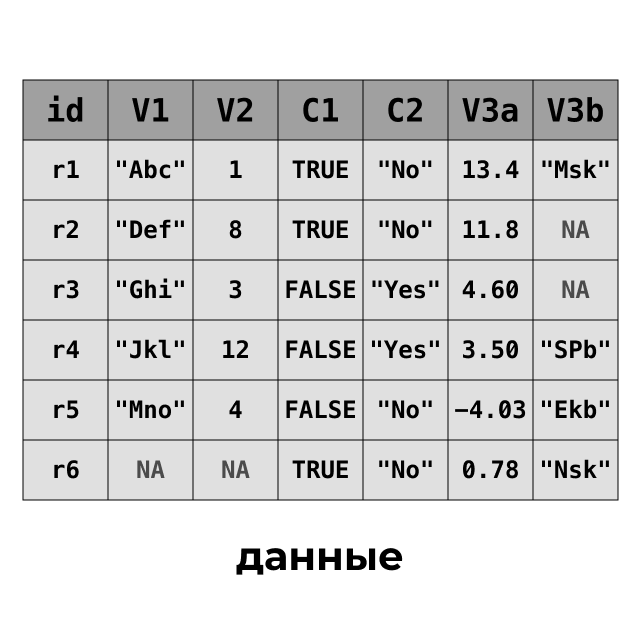 id V1 V2 C1 C2 V3a V3b
r1 "Abc" 1 TRUE "No" 13.4 "Msk"
r2 "Def" 8 TRUE "No" 11.8 NA
r3 "Ghi" 3 FALSE "Yes" 4.60 NA
r4 "Jkl" 12 FALSE "Yes" 3.50 "SPb"
r5 "Mno" 4 FALSE "No" −4.03 "Ekb"
r6 NA NA TRUE "No" 0.78 "Nsk"
данные